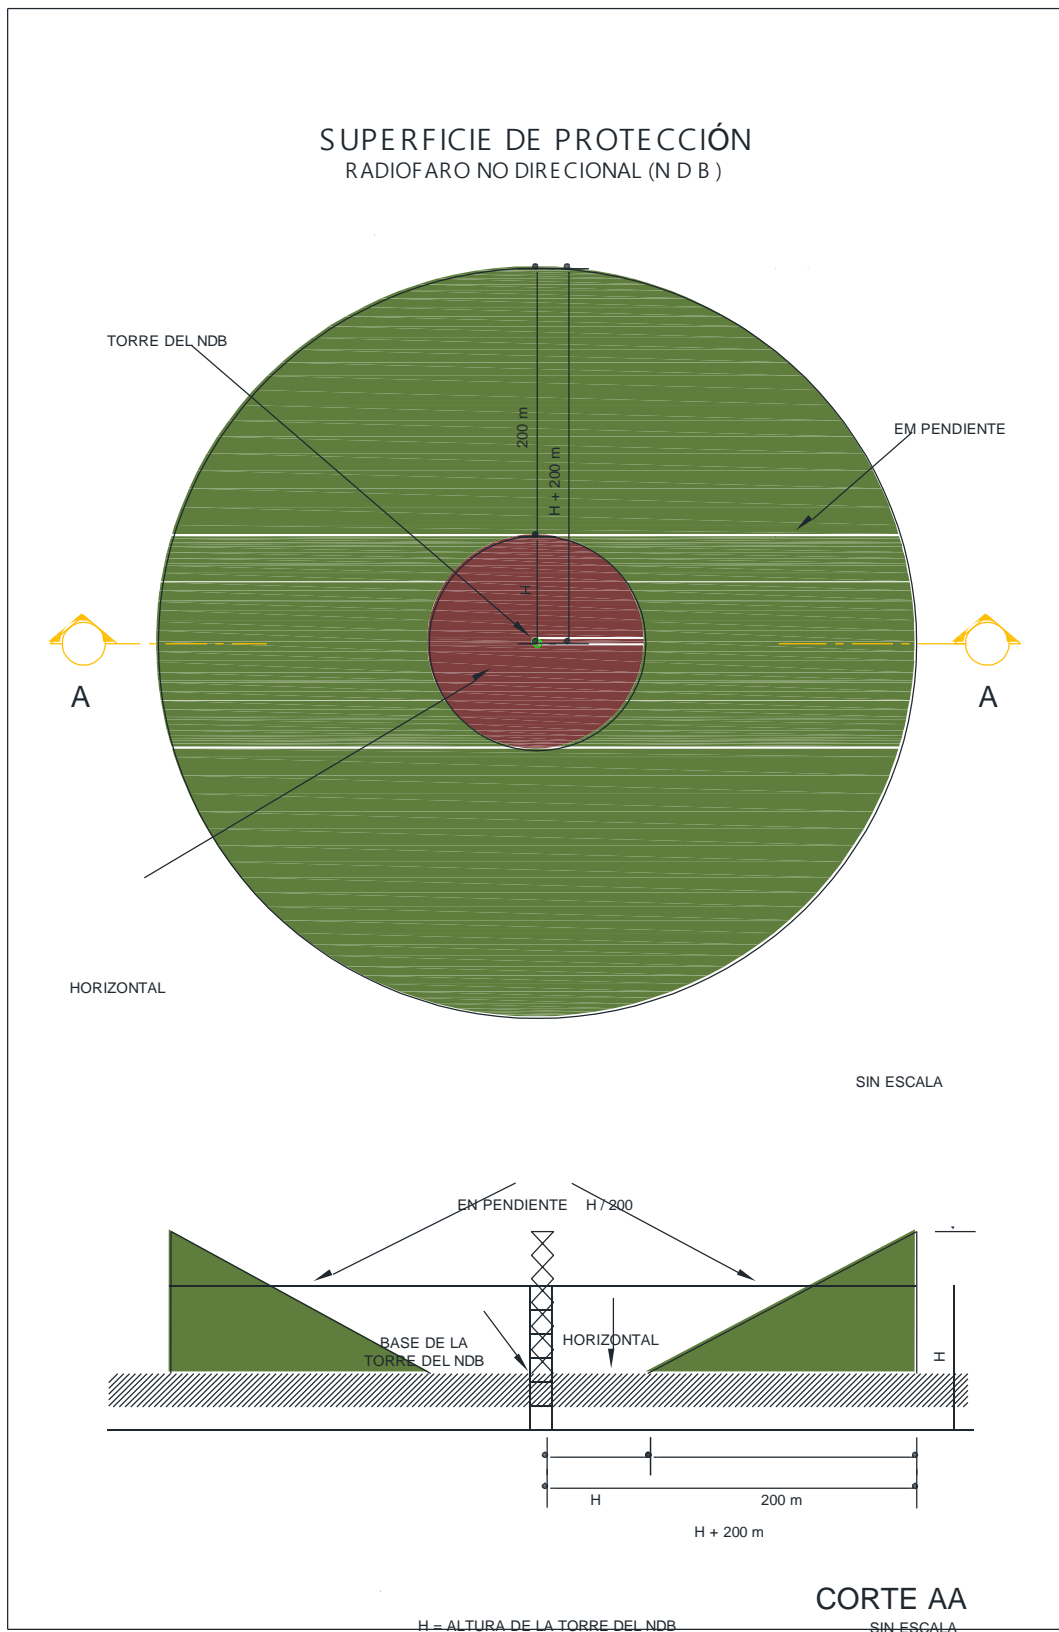 SUPERFICIE DE PROTECCIÓN
RADIOFARO NO DIRECIONAL (N D B )
TORRE DEL NDB
EM PENDIENTE
200 m
H + 200 m
H
A
A
HORIZONTAL
SIN ESCALA
EN PENDIENTE H / 200
BASE DE LA
TORRE DEL NDB
HORIZONTAL
H
H
200 m
H + 200 m
CORTE AA
H = ALTURA DE LA TORRE DEL NDB
SIN ESCALA